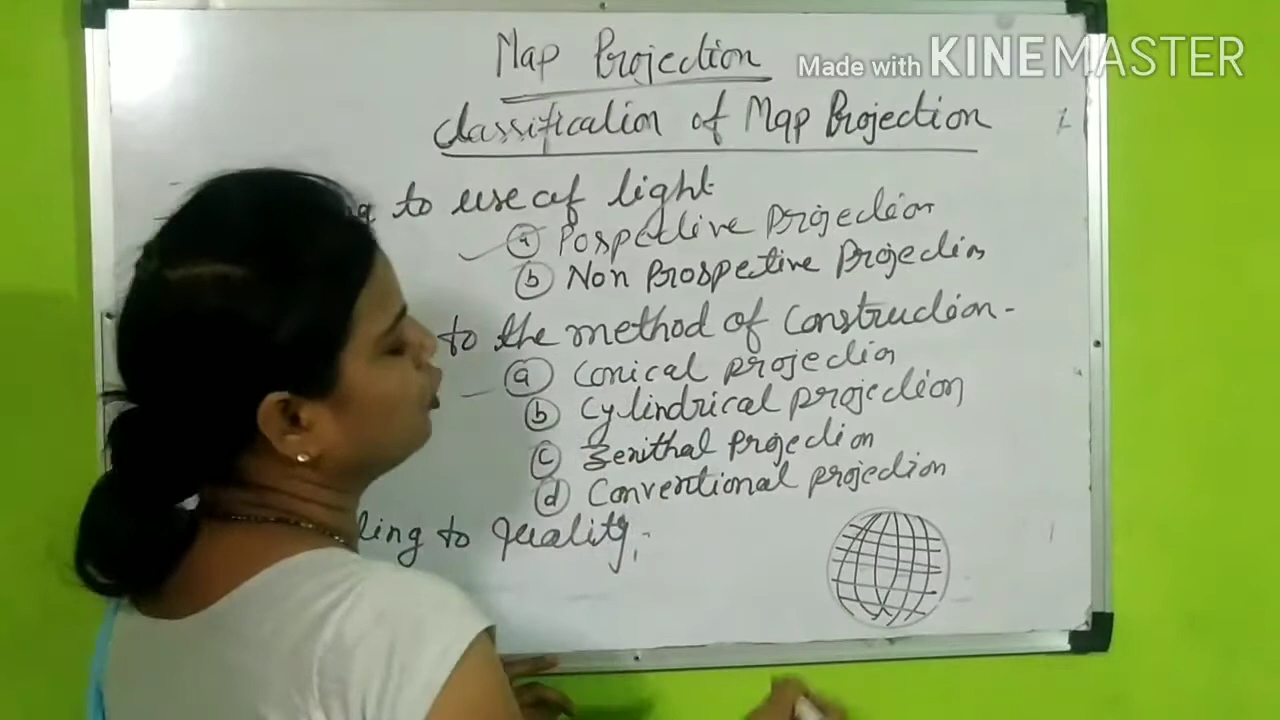 Map Projection
Made with KINEMASTER
Classification of Map Projection
to use of light
ⓐ Pospective projection
ⓑ Non Prospective Projection
to the method of construction -
ⓐ Conical projection
ⓑ Cylindrical projection
ⓒ Zenithal Projection
ⓓ Conventional projection
ling to quality,-